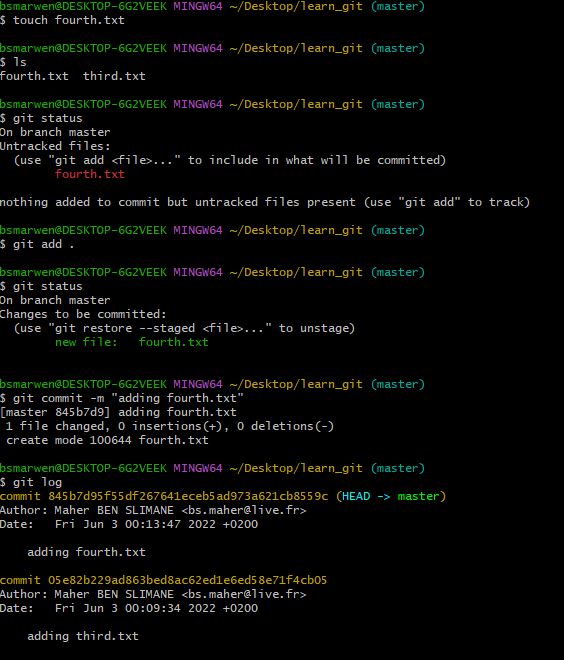 bsmarwen@DESKTOP-6G2VEEK MINGW64 ~/Desktop/learn_git (master)
$ touch fourth.txt
bsmarwen@DESKTOP-6G2VEEK MINGW64 ~/Desktop/learn_git (master)
$ ls
fourth.txt  third.txt
bsmarwen@DESKTOP-6G2VEEK MINGW64 ~/Desktop/learn_git (master)
$ git status
On branch master
Untracked files:
  (use "git add <file>..." to include in what will be committed)
        fourth.txt
nothing added to commit but untracked files present (use "git add" to track)
bsmarwen@DESKTOP-6G2VEEK MINGW64 ~/Desktop/learn_git (master)
$ git add .
bsmarwen@DESKTOP-6G2VEEK MINGW64 ~/Desktop/learn_git (master)
$ git status
On branch master
Changes to be committed:
  (use "git restore --staged <file>..." to unstage)
        new file:   fourth.txt
bsmarwen@DESKTOP-6G2VEEK MINGW64 ~/Desktop/learn_git (master)
$ git commit -m "adding fourth.txt"
[master 845b7d9] adding fourth.txt
 1 file changed, 0 insertions(+), 0 deletions(-)
 create mode 100644 fourth.txt
bsmarwen@DESKTOP-6G2VEEK MINGW64 ~/Desktop/learn_git (master)
$ git log
commit 845b7d95f55df267641eceb5ad973a621cb8559c (HEAD -> master)
Author: Maher BEN SLIMANE <bs.maher@live.fr>
Date:   Fri Jun 3 00:13:47 2022 +0200
    adding fourth.txt
commit 05e82b229ad863bed8ac62ed1e6ed58e71f4cb05
Author: Maher BEN SLIMANE <bs.maher@live.fr>
Date:   Fri Jun 3 00:09:34 2022 +0200
    adding third.txt